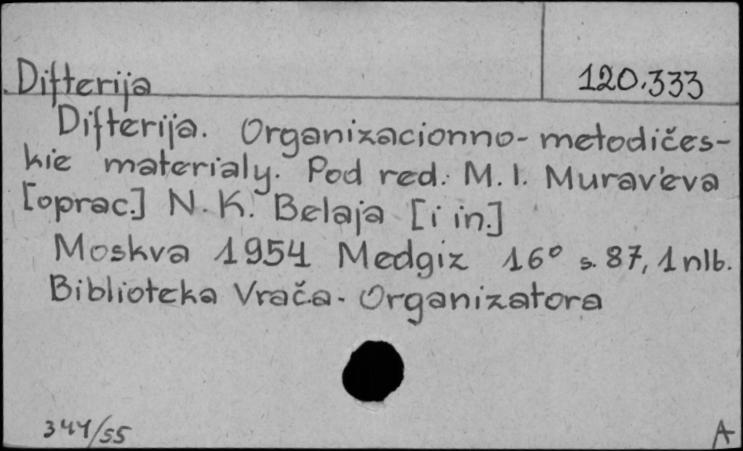 Difterija 120.333
Difterija. Organizacionno-metodičes-
kie materialy. Pod red. M. I. Murav'eva
[oprac.] N. K. Belaja [i in.]
Moskva 1954 Medgiz 16° s. 87, 1 nlb.
Biblioteka Vrača-Organizatora
344/55 A